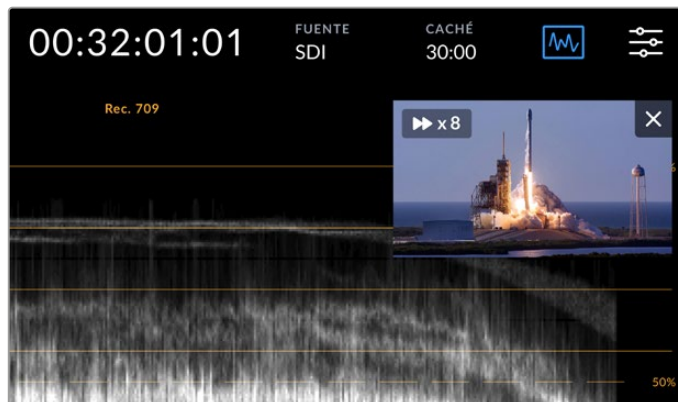 00:32:01:01
FUENTE
SDI
CACHÉ
30:00
Rec. 709
x 8
50%